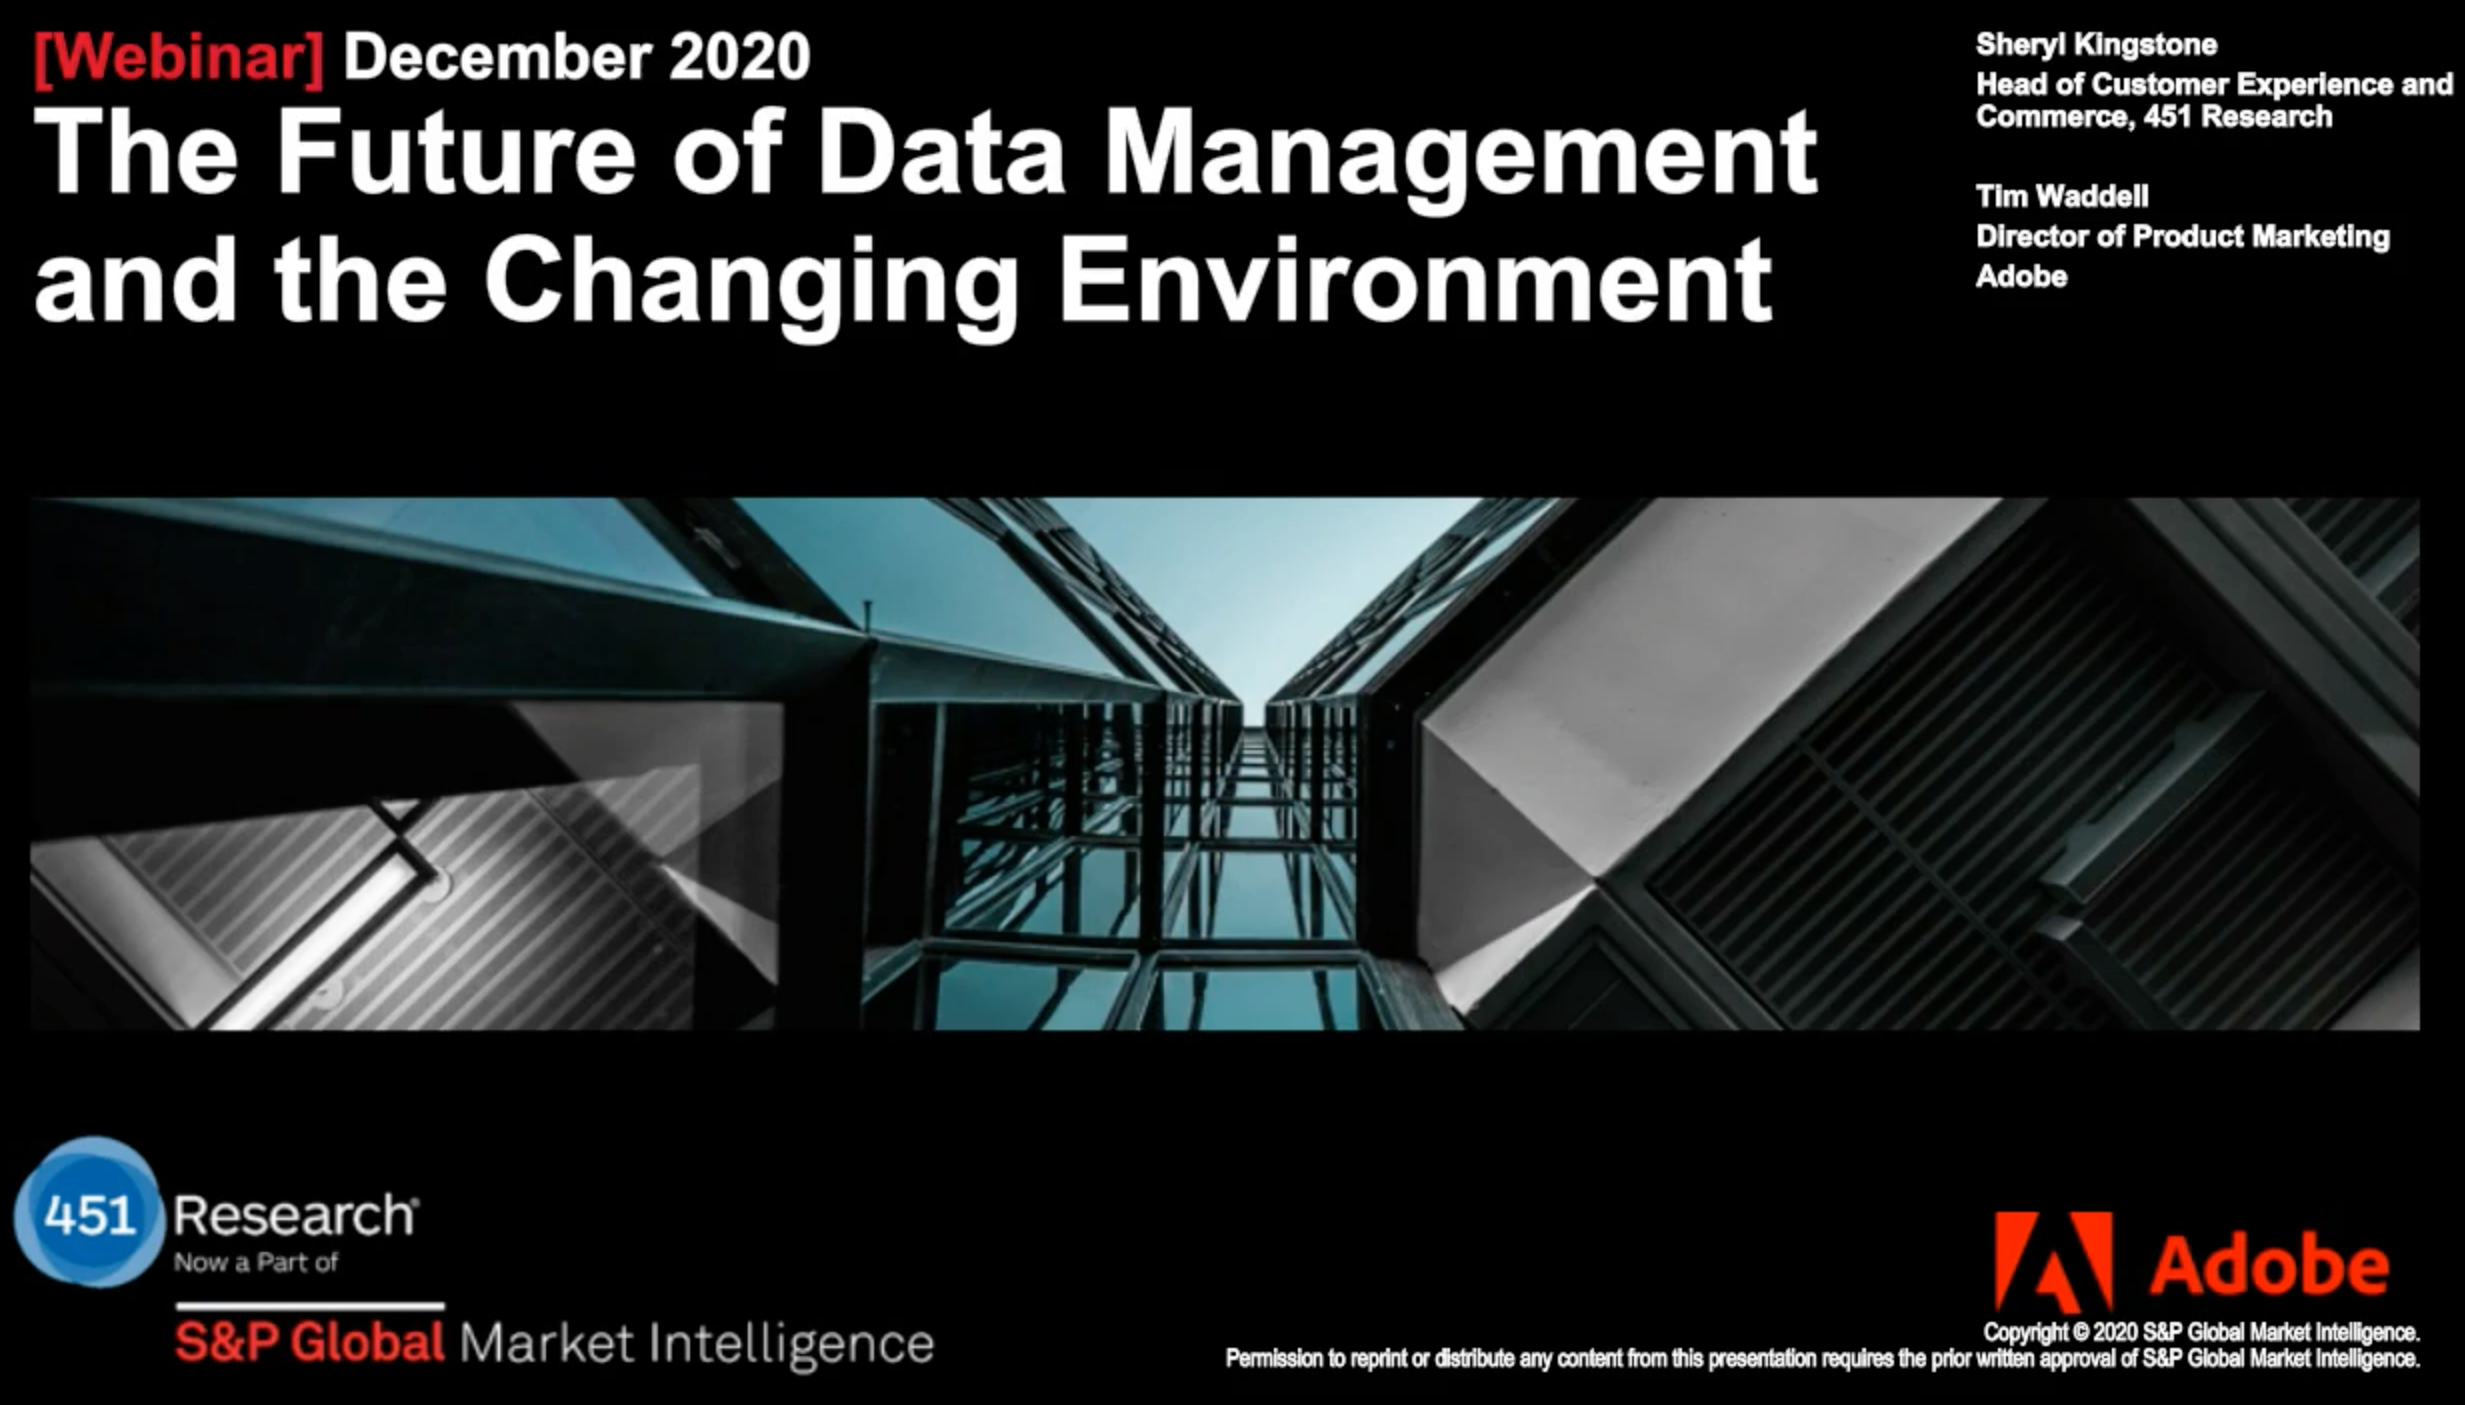 [Webinar] December 2020
The Future of Data Management
and the Changing Environment
Sheryl Kingstone
Head of Customer Experience and
Commerce, 451 Research
Tim Waddell
Director of Product Marketing
Adobe
451 Research®
Now a Part of
S&P Global Market Intelligence
Adobe
Copyright © 2020 S&P Global Market Intelligence.
Permission to reprint or distribute any content from this presentation requires the prior written approval of S&P Global Market Intelligence.